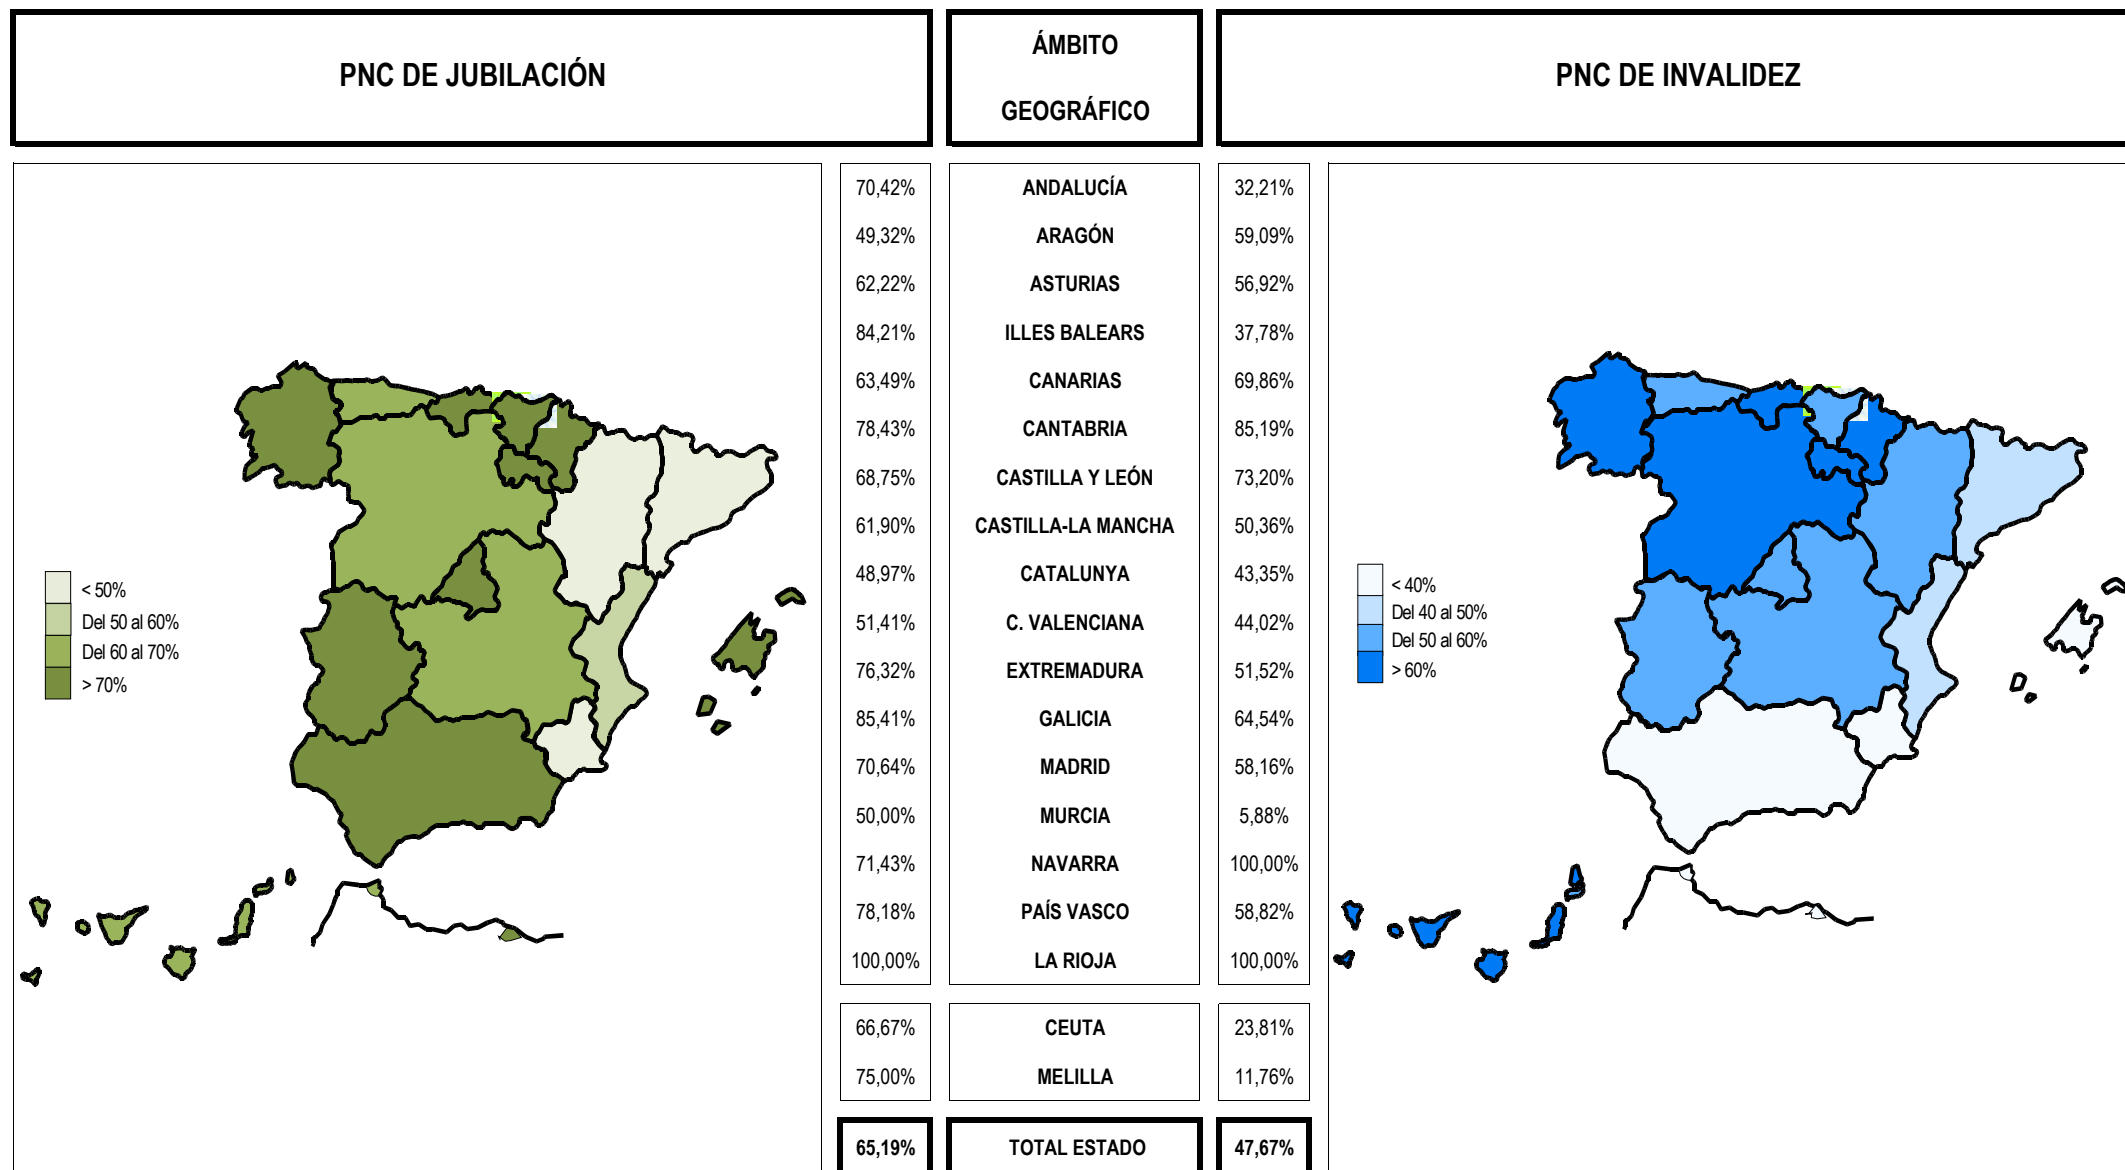 PNC DE JUBILACIÓN
ÁMBITO
GEOGRÁFICO
PNC DE INVALIDEZ
70,42% ANDALUCÍA 32,21%
49,32% ARAGÓN 59,09%
62,22% ASTURIAS 56,92%
84,21% ILLES BALEARS 37,78%
63,49% CANARIAS 69,86%
78,43% CANTABRIA 85,19%
68,75% CASTILLA Y LEÓN 73,20%
61,90% CASTILLA-LA MANCHA 50,36%
48,97% CATALUNYA 43,35%
51,41% C. VALENCIANA 44,02%
76,32% EXTREMADURA 51,52%
85,41% GALICIA 64,54%
70,64% MADRID 58,16%
50,00% MURCIA 5,88%
71,43% NAVARRA 100,00%
78,18% PAÍS VASCO 58,82%
100,00% LA RIOJA 100,00%
66,67% CEUTA 23,81%
75,00% MELILLA 11,76%
65,19% TOTAL ESTADO 47,67%
< 50%
Del 50 al 60%
Del 60 al 70%
> 70%
< 40%
Del 40 al 50%
Del 50 al 60%
> 60%